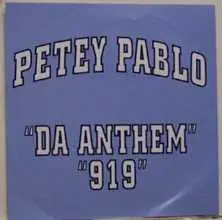 PETEY PABLO
"DA ANTHEM"
"919"